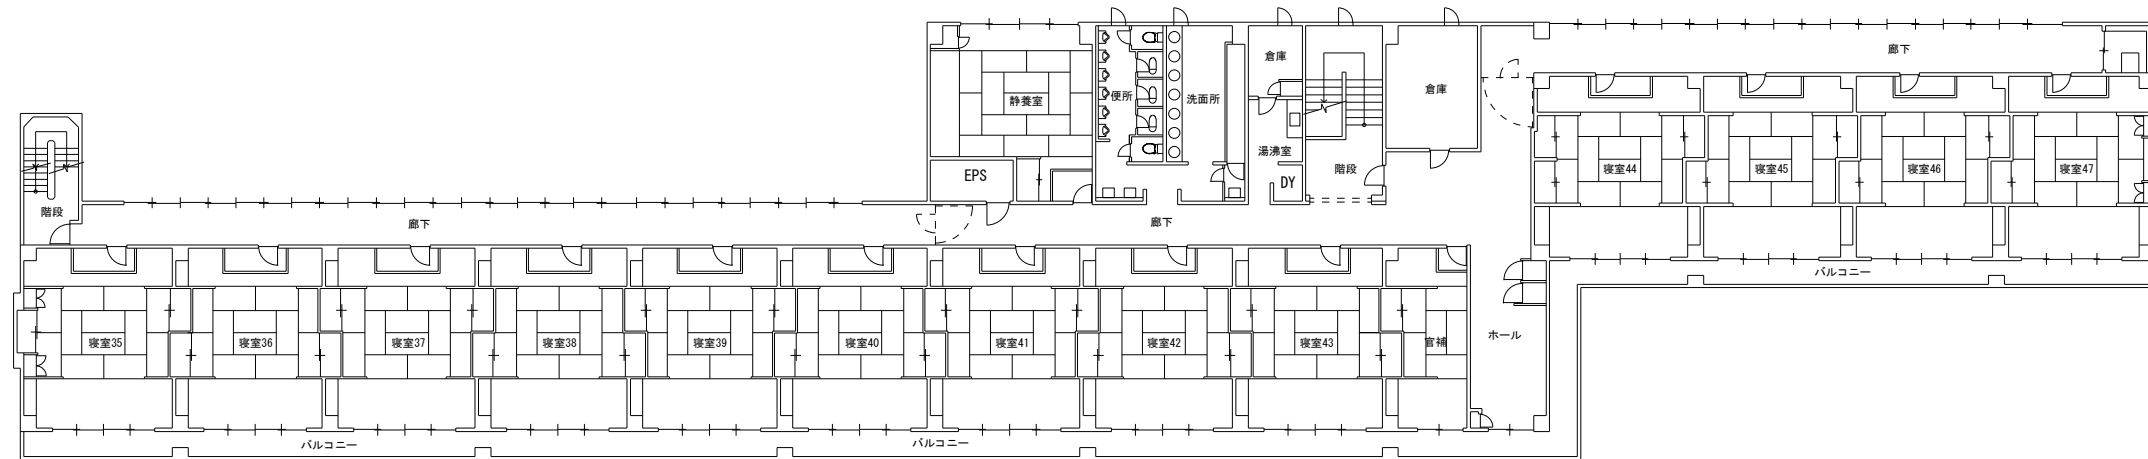 廊下
倉庫
静養室
便所
洗面所
倉庫
湯沸室
階段
寝室44
寝室45
寝室46
寝室47
EPS
DY
階段
廊下
廊下
バルコニー
寝室35
寝室36
寝室37
寝室38
寝室39
寝室40
寝室41
寝室42
寝室43
官補
ホール
バルコニー
バルコニー